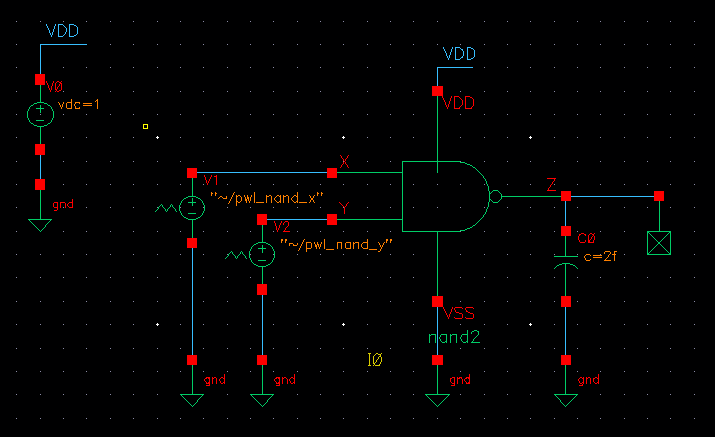 VDD
V0
vdc=1
gnd
VDD
VDD
X
V1
"~/pwl_nand_x"
Y
V2
"~/pwl_nand_y"
Z
C0
c=2f
VSS
nand2
I0
gnd
gnd
gnd
gnd